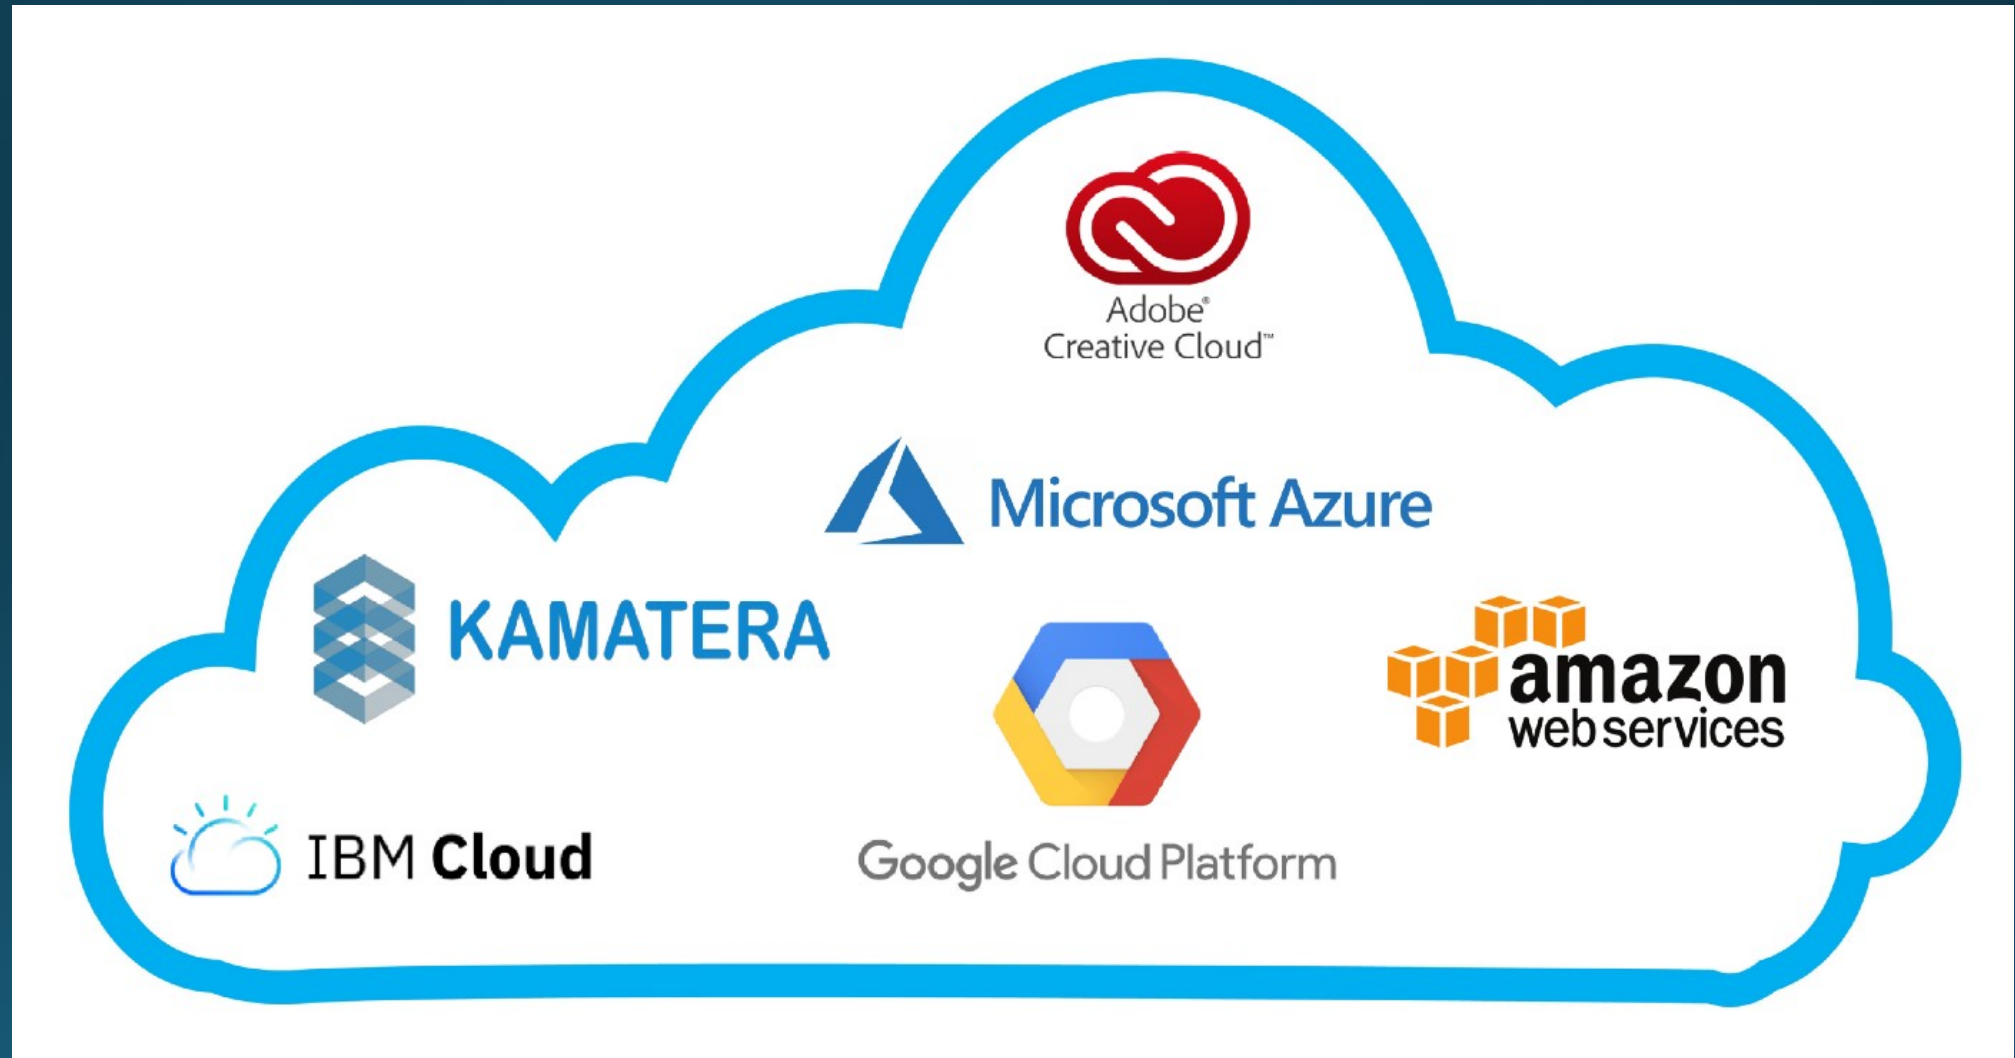 Adobe®
Creative Cloud™
Microsoft Azure
KAMATERA
amazon
web services
IBM Cloud
Google Cloud Platform